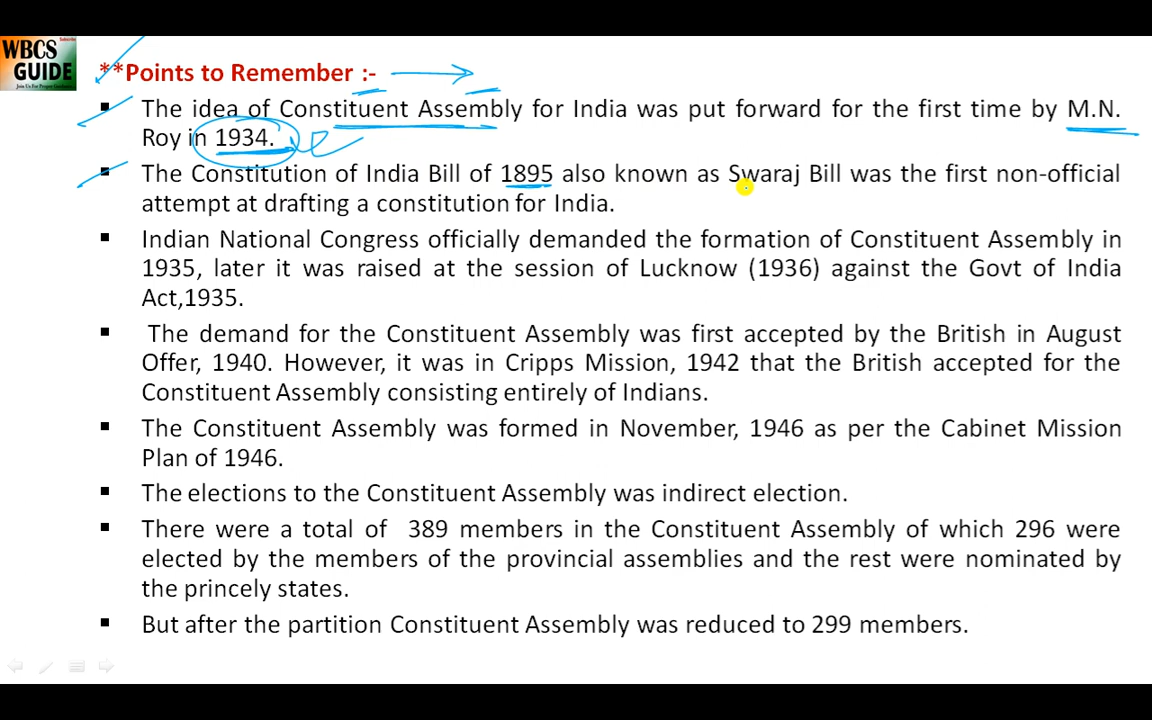 Subscribe
WBCS
GUIDE
Join Us For Proper Guidance
**Points to Remember :-
▪ The idea of Constituent Assembly for India was put forward for the first time by M.N.
Roy in 1934.
▪ The Constitution of India Bill of 1895 also known as Swaraj Bill was the first non-official
attempt at drafting a constitution for India.
▪ Indian National Congress officially demanded the formation of Constituent Assembly in
1935, later it was raised at the session of Lucknow (1936) against the Govt of India
Act,1935.
▪ The demand for the Constituent Assembly was first accepted by the British in August
Offer, 1940. However, it was in Cripps Mission, 1942 that the British accepted for the
Constituent Assembly consisting entirely of Indians.
▪ The Constituent Assembly was formed in November, 1946 as per the Cabinet Mission
Plan of 1946.
▪ The elections to the Constituent Assembly was indirect election.
▪ There were a total of 389 members in the Constituent Assembly of which 296 were
elected by the members of the provincial assemblies and the rest were nominated by
the princely states.
▪ But after the partition Constituent Assembly was reduced to 299 members.